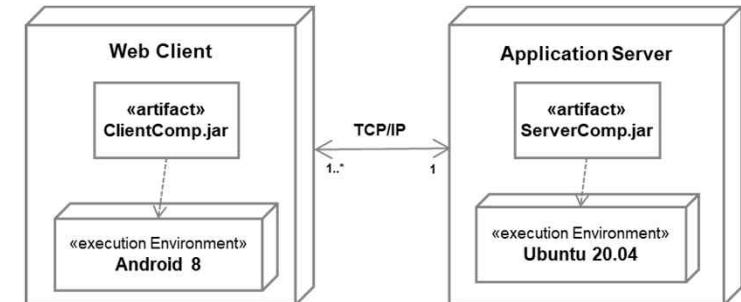 Web Client
«artifact»
ClientComp.jar
«execution Environment»
Android 8
TCP/IP
1..*
1
Application Server
«artifact»
ServerComp.jar
«execution Environment»
Ubuntu 20.04